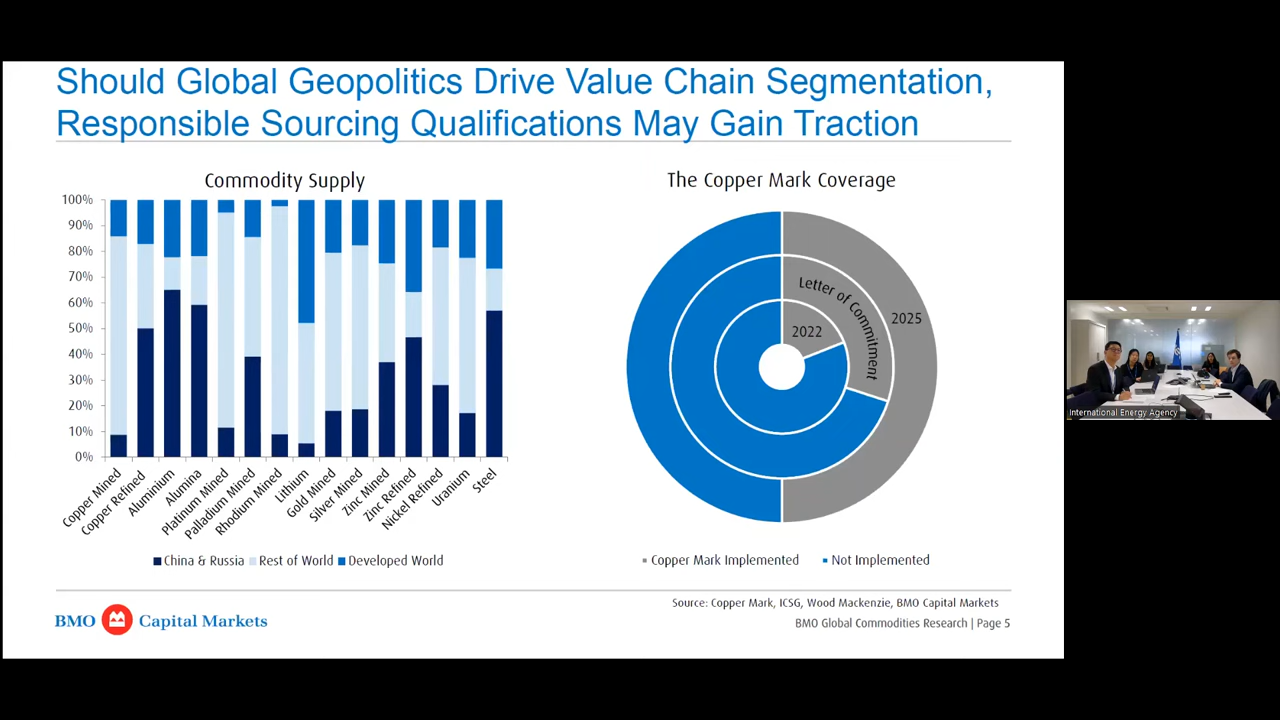 Should Global Geopolitics Drive Value Chain Segmentation,
Responsible Sourcing Qualifications May Gain Traction
Commodity Supply
100%
90%
80%
70%
60%
50%
40%
30%
20%
10%
0%
Copper Mined
Copper Refined
Aluminium
Alumina
Platinum Mined
Palladium Mined
Rhodium Mined
Lithium
Gold Mined
Silver Mined
Zinc Mined
Zinc Refined
Nickel Refined
Uranium
Steel
China & Russia Rest of World Developed World
The Copper Mark Coverage
Letter of Commitment
2025
2022
Copper Mark Implemented Not Implemented
Source: Copper Mark, ICSG, Wood Mackenzie, BMO Capital Markets
BMO Capital Markets
BMO Global Commodities Research | Page 5
International Energy Agency